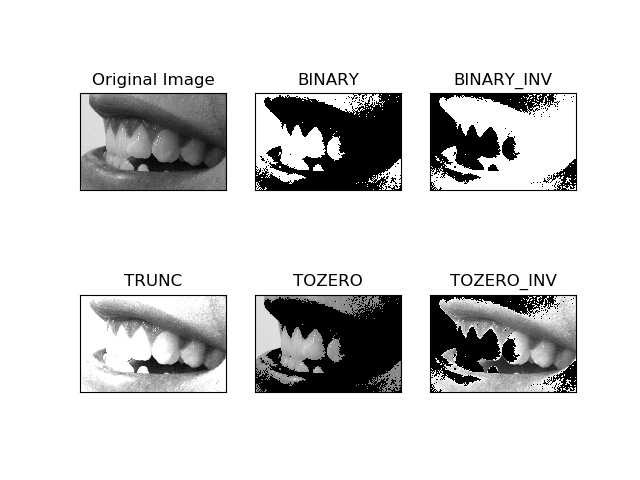 Original Image
BINARY
BINARY_INV
TRUNC
TOZERO
TOZERO_INV